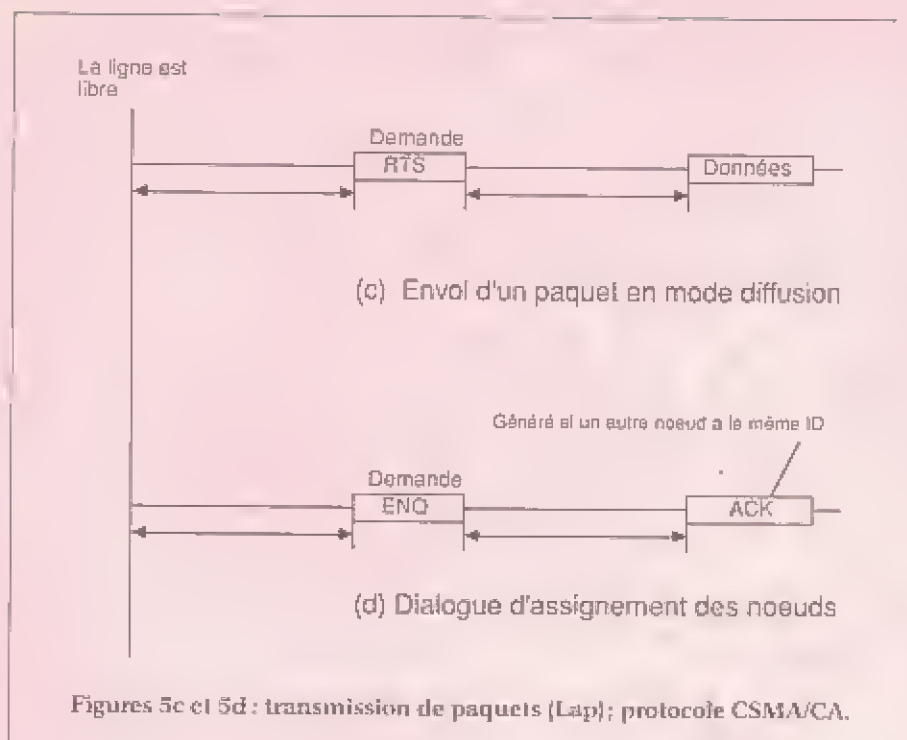 La ligne est
libre
Demande
RTS
Données
(c) Envoi d'un paquet en mode diffusion
Généré si un autre noeud a le même ID
Demande
ENQ
ACK
(d) Dialogue d'assignement des noeuds
Figures 5c et 5d : transmission de paquets (Lap) ; protocole CSMA/CA.